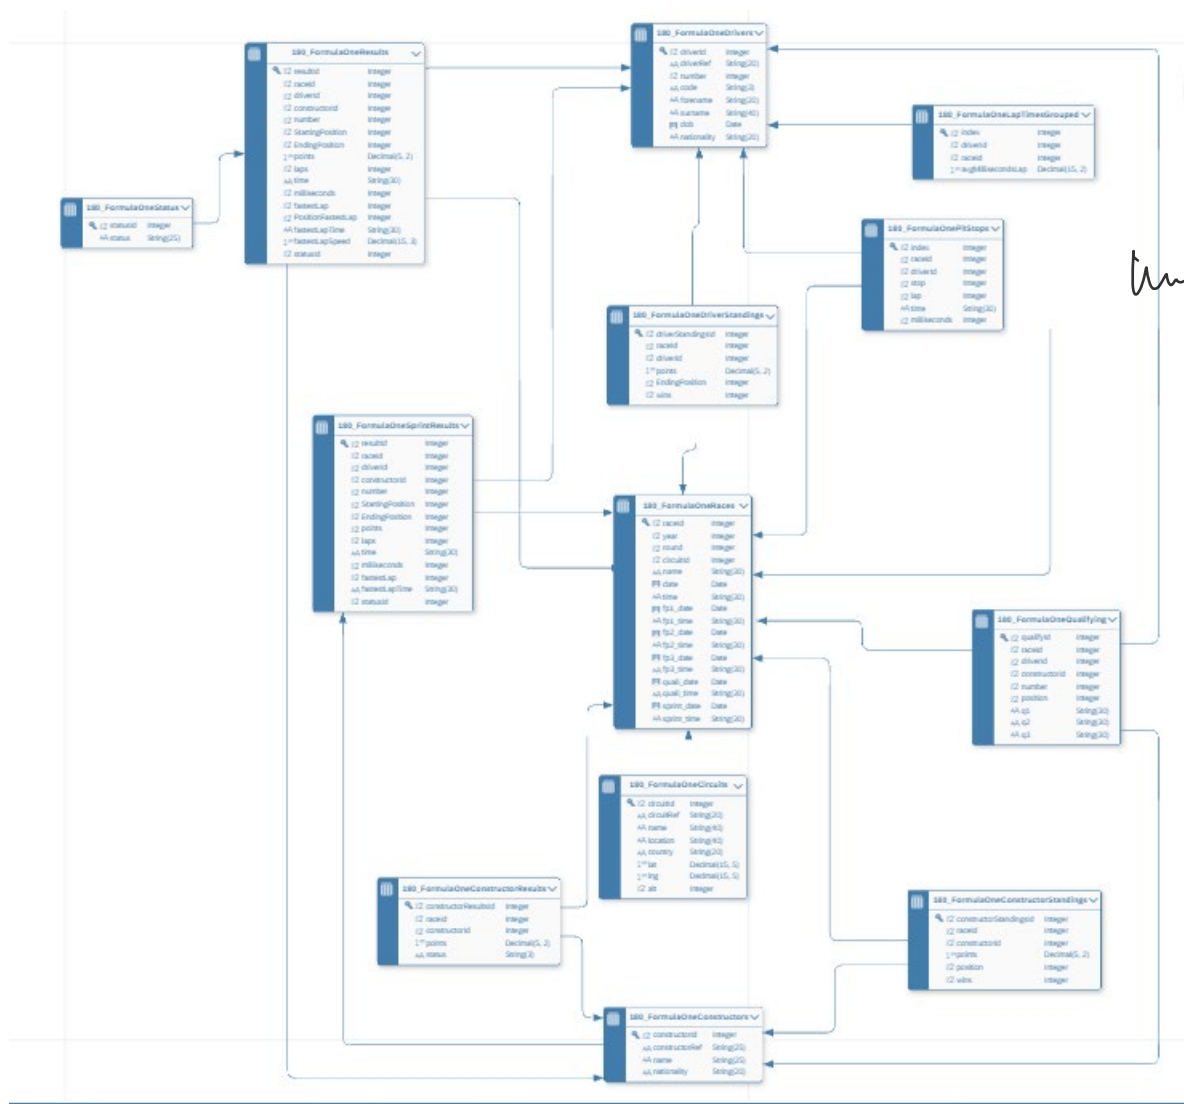 180_FormulaOneResults
resultId Integer
raceId Integer
driverId Integer
constructorId Integer
number Integer
StartingPosition Integer
EndingPosition Integer
points Decimal(5, 2)
laps Integer
time String(30)
milliseconds Integer
fastestLap Integer
PositionFastestLap Integer
fastestLapTime String(30)
fastestLapSpeed Decimal(15, 3)
statusId Integer
180_FormulaOneDrivers
driverId Integer
driverRef String(20)
number Integer
code String(3)
forename String(20)
surname String(40)
dob Date
nationality String(20)
180_FormulaOneLapTimesGrouped
index Integer
driverId Integer
raceId Integer
avgMillisecondsLap Decimal(15, 2)
180_FormulaOneStatus
statusId Integer
status String(25)
180_FormulaOnePitStops
index Integer
raceId Integer
driverId Integer
stop Integer
lap Integer
time String(30)
milliseconds Integer
180_FormulaOneDriverStandings
driverStandingsId Integer
raceId Integer
driverId Integer
points Decimal(5, 2)
EndingPosition Integer
wins Integer
180_FormulaOneSprintResults
resultId Integer
raceId Integer
driverId Integer
constructorId Integer
number Integer
StartingPosition Integer
EndingPosition Integer
points Integer
laps Integer
time String(30)
milliseconds Integer
fastestLap Integer
fastestLapTime String(30)
statusId Integer
180_FormulaOneRaces
raceId Integer
year Integer
round Integer
circuitId Integer
name String(30)
date Date
time String(30)
fp1_date Date
fp1_time String(30)
fp2_date Date
fp2_time String(30)
fp3_date Date
fp3_time String(30)
quali_date Date
quali_time String(30)
sprint_date Date
sprint_time String(30)
180_FormulaOneQualifying
qualifyId Integer
raceId Integer
driverId Integer
constructorId Integer
number Integer
position Integer
q1 String(30)
q2 String(30)
q3 String(30)
180_FormulaOneCircuits
circuitId Integer
circuitRef String(20)
name String(40)
location String(40)
country String(20)
lat Decimal(15, 5)
lng Decimal(15, 5)
alt Integer
180_FormulaOneConstructorResults
constructorResultsId Integer
raceId Integer
constructorId Integer
points Decimal(5, 2)
status String(3)
180_FormulaOneConstructorStandings
constructorStandingsId Integer
raceId Integer
constructorId Integer
points Decimal(5, 2)
position Integer
wins Integer
180_FormulaOneConstructors
constructorId Integer
constructorRef String(25)
name String(25)
nationality String(20)